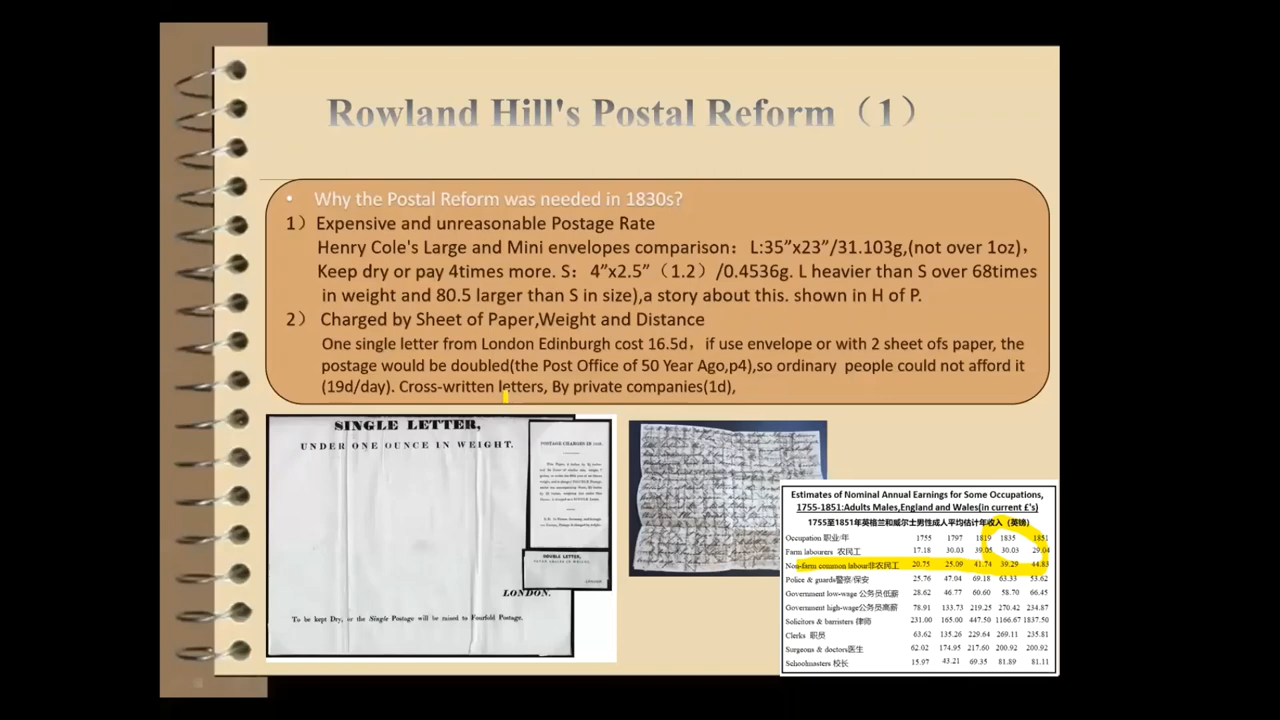 Rowland Hill's Postal Reform（1）
• Why the Postal Reform was needed in 1830s?
1） Expensive and unreasonable Postage Rate
Henry Cole's Large and Mini envelopes comparison： L:35”x23”/31.103g,(not over 1oz)，
Keep dry or pay 4times more. S： 4”x2.5”（1.2）/0.4536g. L heavier than S over 68times
in weight and 80.5 larger than S in size),a story about this. shown in H of P.
2） Charged by Sheet of Paper,Weight and Distance
One single letter from London Edinburgh cost 16.5d，if use envelope or with 2 sheet ofs paper, the
postage would be doubled(the Post Office of 50 Year Ago,p4),so ordinary people could not afford it
(19d/day). Cross-written letters, By private companies(1d),
SINGLE LETTER,
UNDER ONE OUNCE IN WEIGHT.
POSTAGE CHARGES IN
DOUBLE LETTER,
LONDON.
To be kept Dry, or the Single Postage will be raised to Fourfold Postage.
Estimates of Nominal Annual Earnings for Some Occupations,
1755-1851:Adults Males,England and Wales(in current £'s)
1755至1851年英格兰和威尔士男性成人平均估计年收入（英镑）
Occupation 职业/年 1755 1797 1819 1835 1851
Farm labourers 农民工 17.18 30.03 39.05 30.03 29.04
Non-farm common labour非农民工 20.75 25.09 41.74 39.29 44.83
Police & guards警察/保安 25.76 47.04 69.18 63.33 53.62
Government low-wage 公务员低薪 28.62 46.77 60.60 58.70 66.45
Government high-wage公务员高薪 78.91 133.73 219.25 270.42 234.87
Solicitors & barristers 律师 231.00 165.00 447.50 1166.67 1837.50
Clerks 职员 63.62 135.26 229.64 269.11 235.81
Surgeons & doctors医生 62.02 174.95 217.60 200.92 200.92
Schoolmasters 校长 15.97 43.21 69.35 81.89 81.11